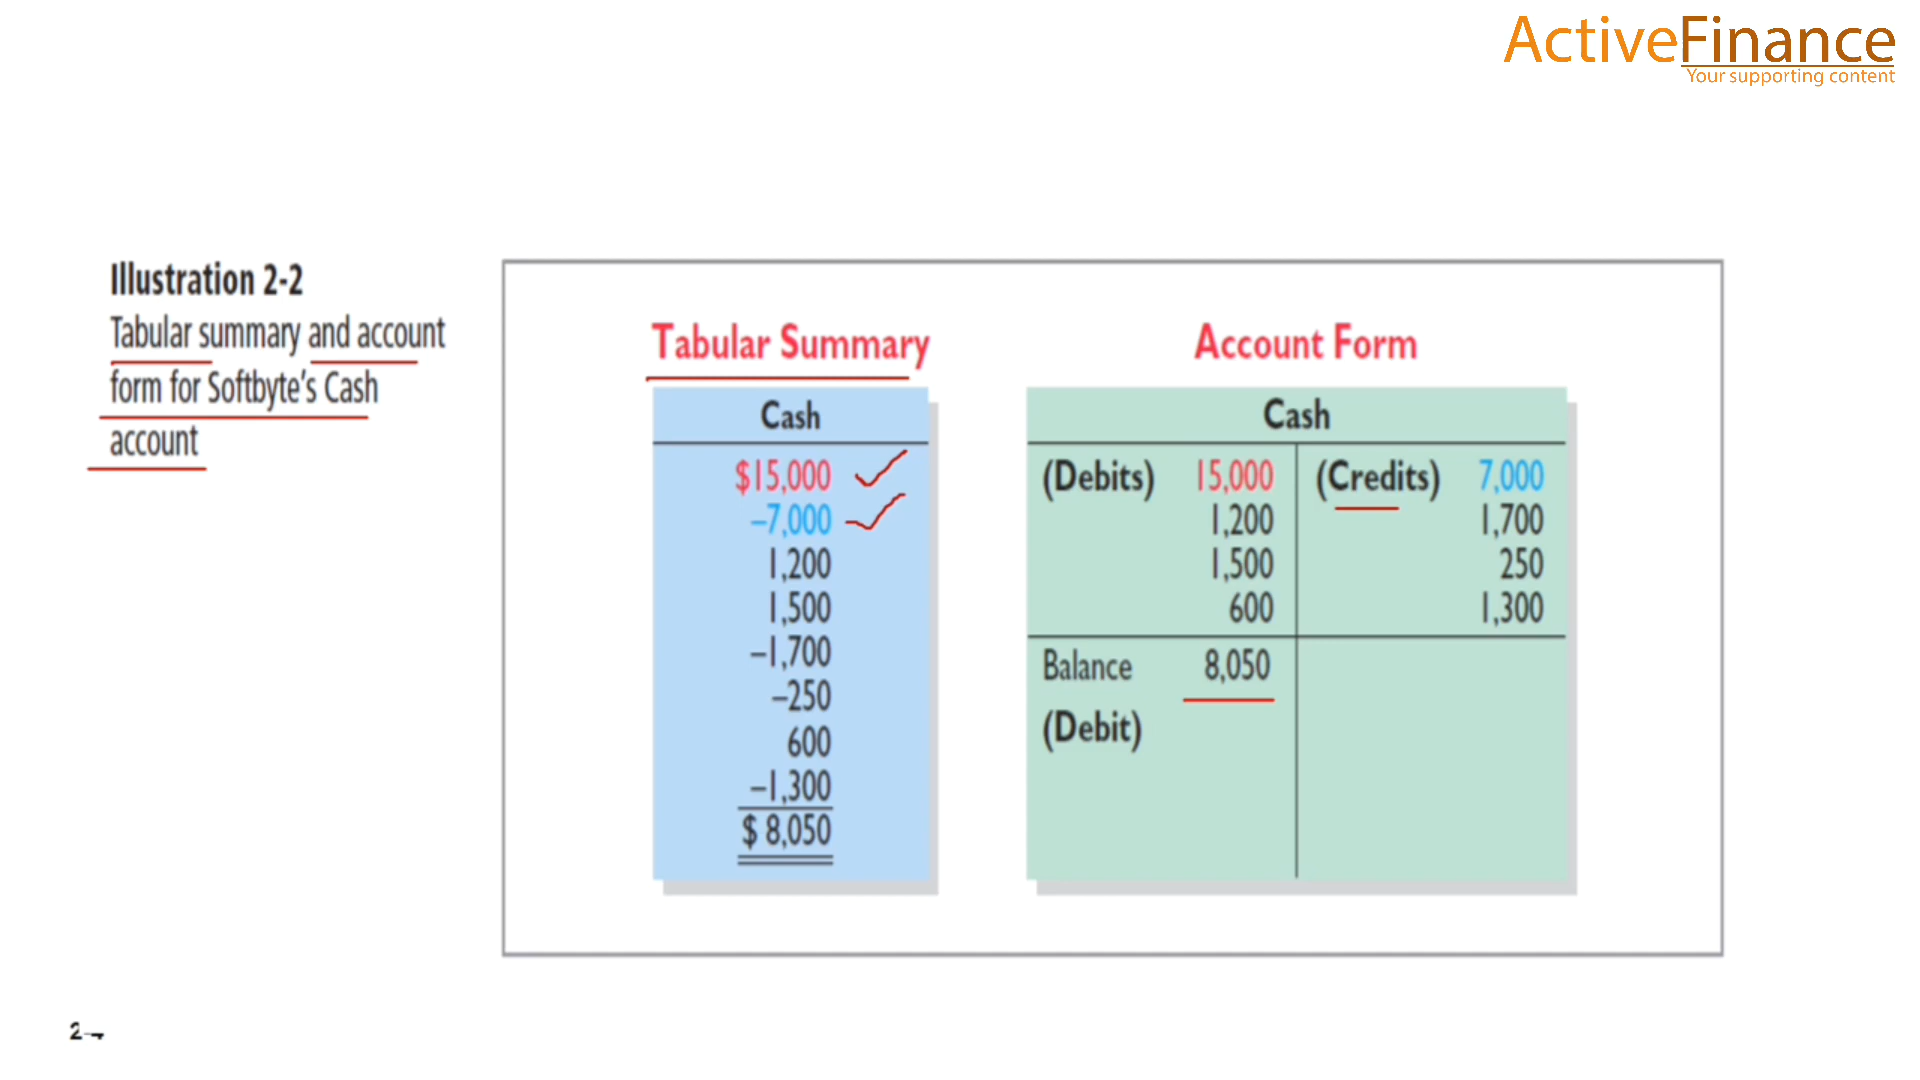 ActiveFinance
Your supporting content
Illustration 2-2
Tabular summary and account
form for Softbyte's Cash
account
Tabular Summary
Cash
$15,000
–7,000
1,200
1,500
–1,700
–250
600
–1,300
$ 8,050
Account Form
Cash
(Debits) 15,000 (Credits) 7,000
1,200 1,700
1,500 250
600 1,300
Balance 8,050
(Debit)